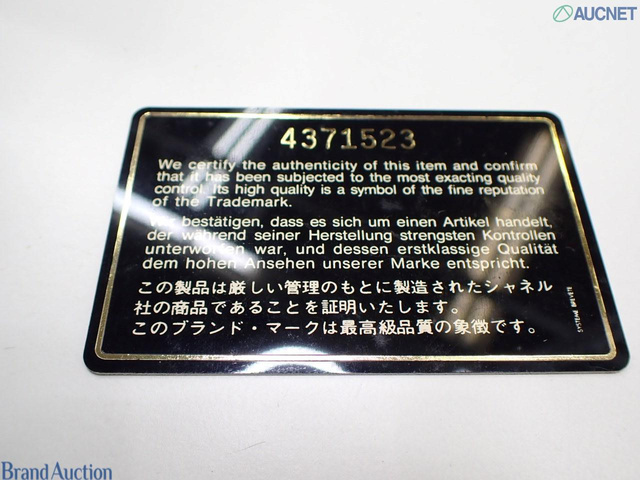 AUCNET
4371523
We certify the authenticity of this item and confirm
that it has been subjected to the most exacting quality
control. Its high quality is a symbol of the fine reputation
of the Trademark.
Wir bestätigen, dass es sich um einen Artikel handelt,
der während seiner Herstellung strengsten Kontrollen
unterworfen war, und dessen erstklassige Qualität
dem hohen Ansehen unserer Marke entspricht.
この製品は厳しい管理のもとに製造されたシャネル
社の商品であることを証明いたします。
このブランド・マークは最高級品質の象徴です。
SYSTEME BREVETE
Brand Auction